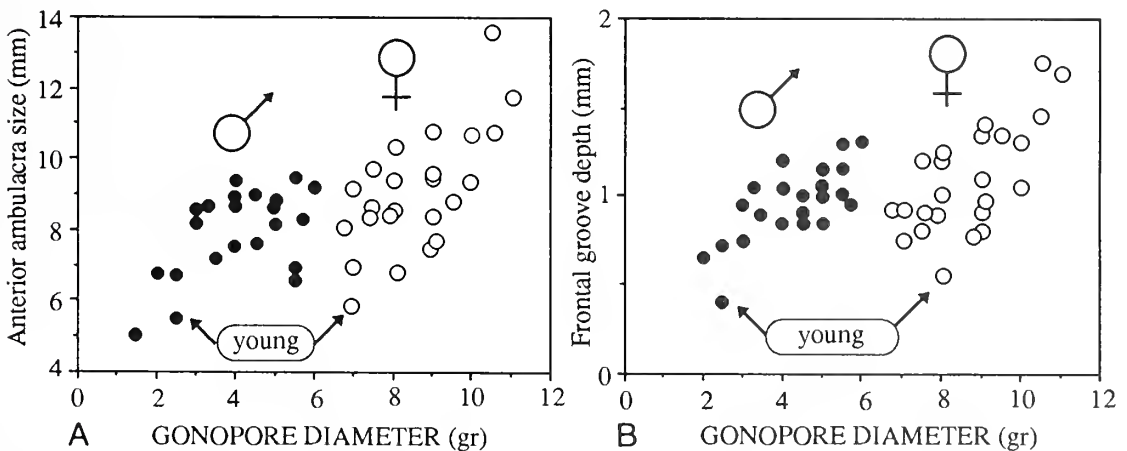 14
12
10
8
6
4
Anterior ambulacra size (mm)
young
0 2 4 6 8 10 12
A GONOPORE DIAMETER (gr)
2
1
0
Frontal groove depth (mm)
young
0 2 4 6 8 10 12
B GONOPORE DIAMETER (gr)